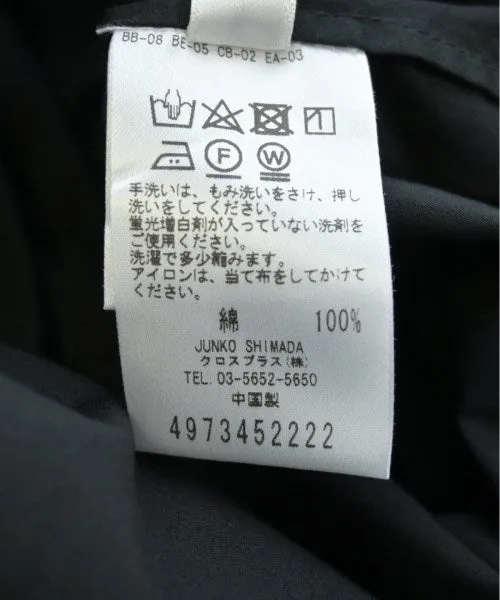 BB-08 BE-05 CB-02 EA-03
1
F W
手洗いは、もみ洗いをさけ、押し
洗いをしてください。
蛍光増白剤が入っていない洗剤を
ご使用ください。
洗濯で多少縮みます。
アイロンは、当て布をしてかけて
ください。
綿 100%
JUNKO SHIMADA
クロスプラス(株)
TEL. 03-5652-5650
中国製
4973452222